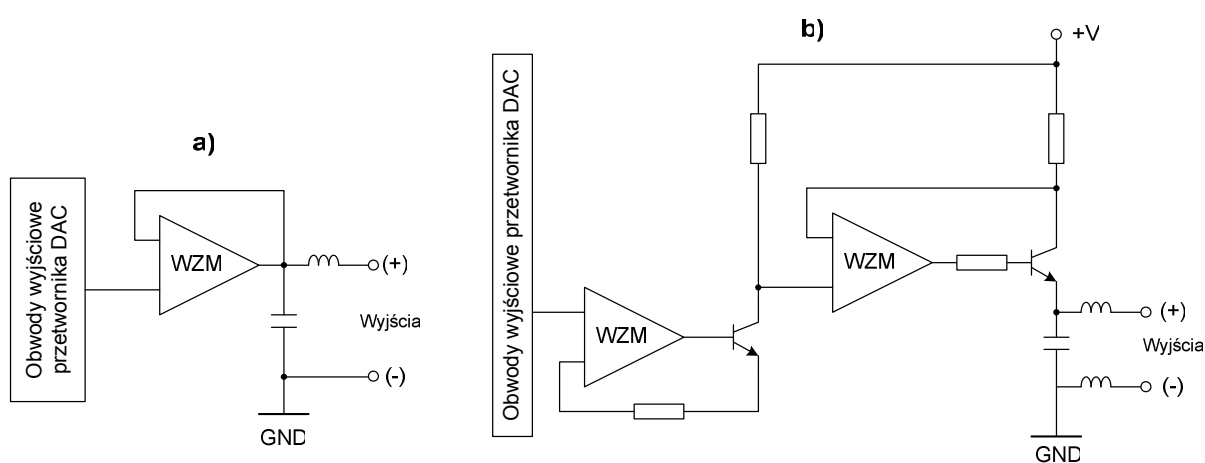 a)
Obwody wyjściowe
przetwornika DAC
WZM
(+)
Wyjścia
(-)
GND
b)
+V
Obwody wyjściowe przetwornika DAC
WZM
WZM
(+)
Wyjścia
(-)
GND